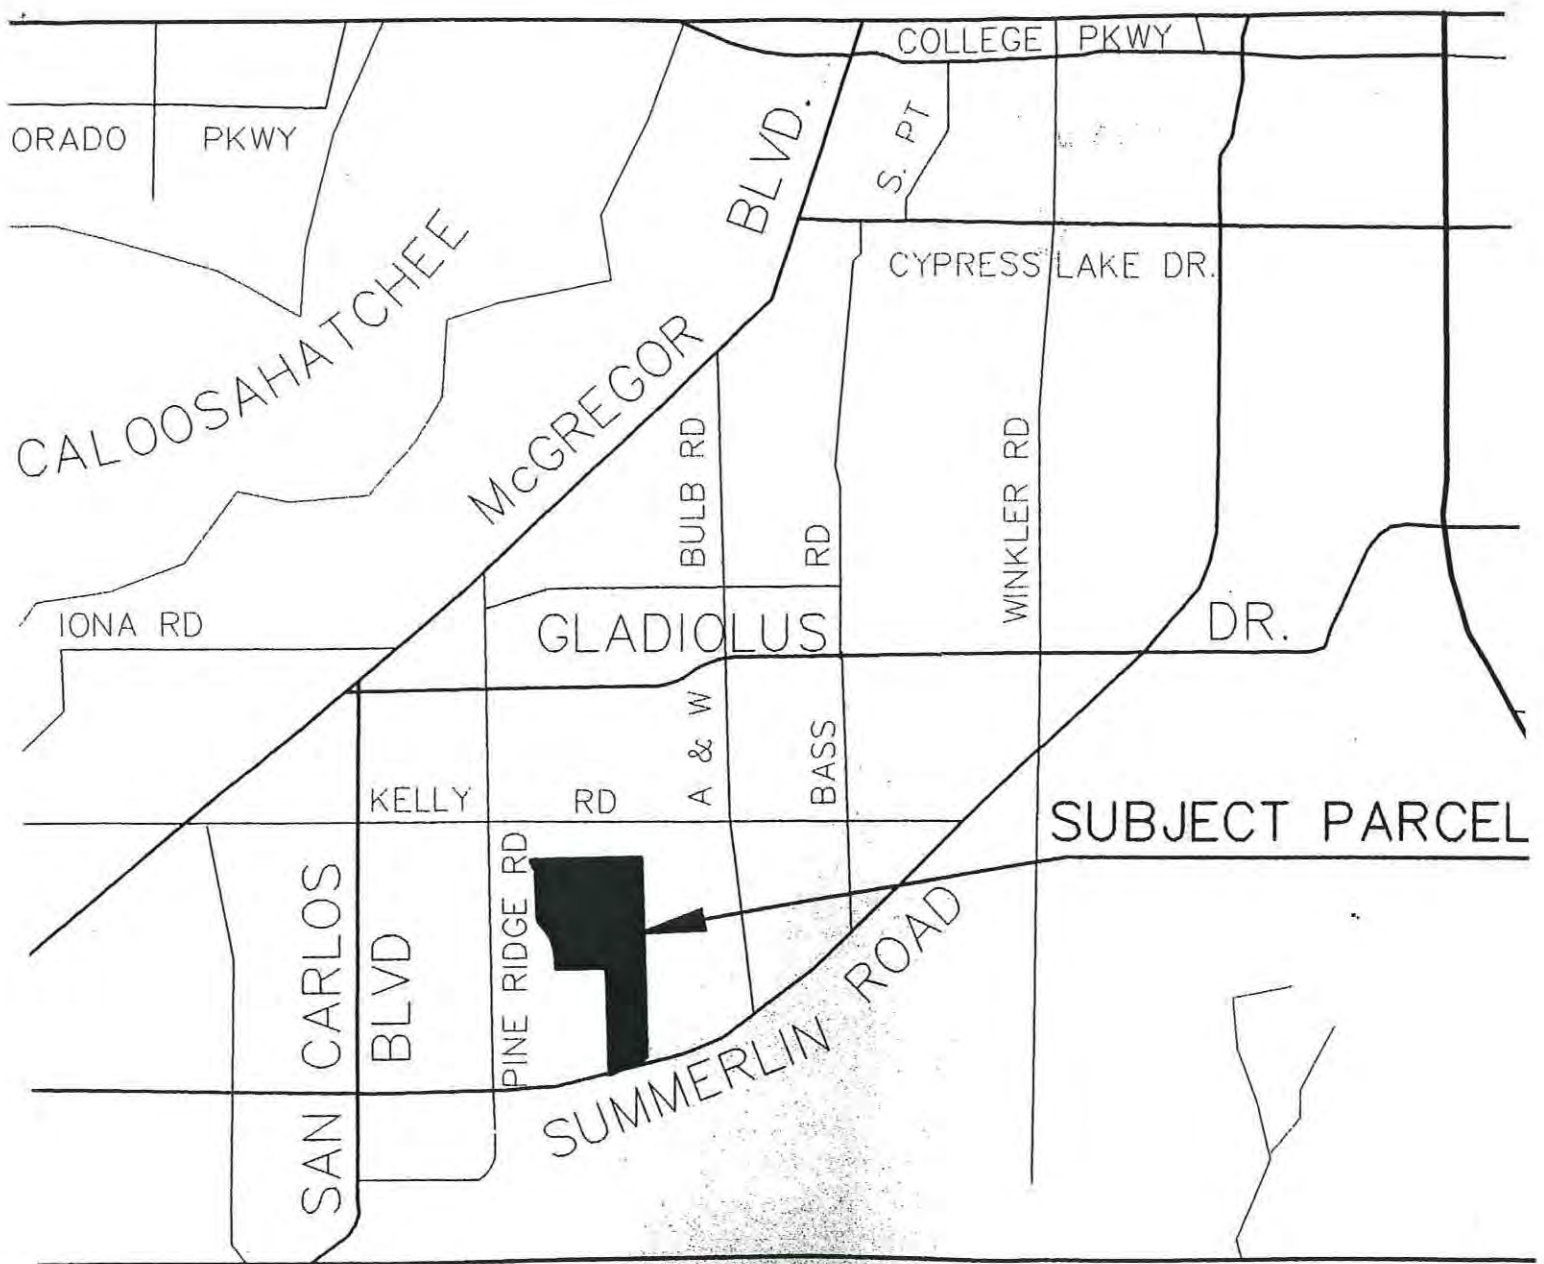 COLLEGE PKWY
ORADO PKWY
BLVD.
S. PT
CALOOSAHATCHEE
CYPRESS LAKE DR.
McGREGOR
BULB RD
RD
WINKLER RD
IONA RD
GLADIOLUS
DR.
A & W
BASS
KELLY RD
SUBJECT PARCEL
PINE RIDGE RD
SAN CARLOS
BLVD
SUMMERLIN ROAD